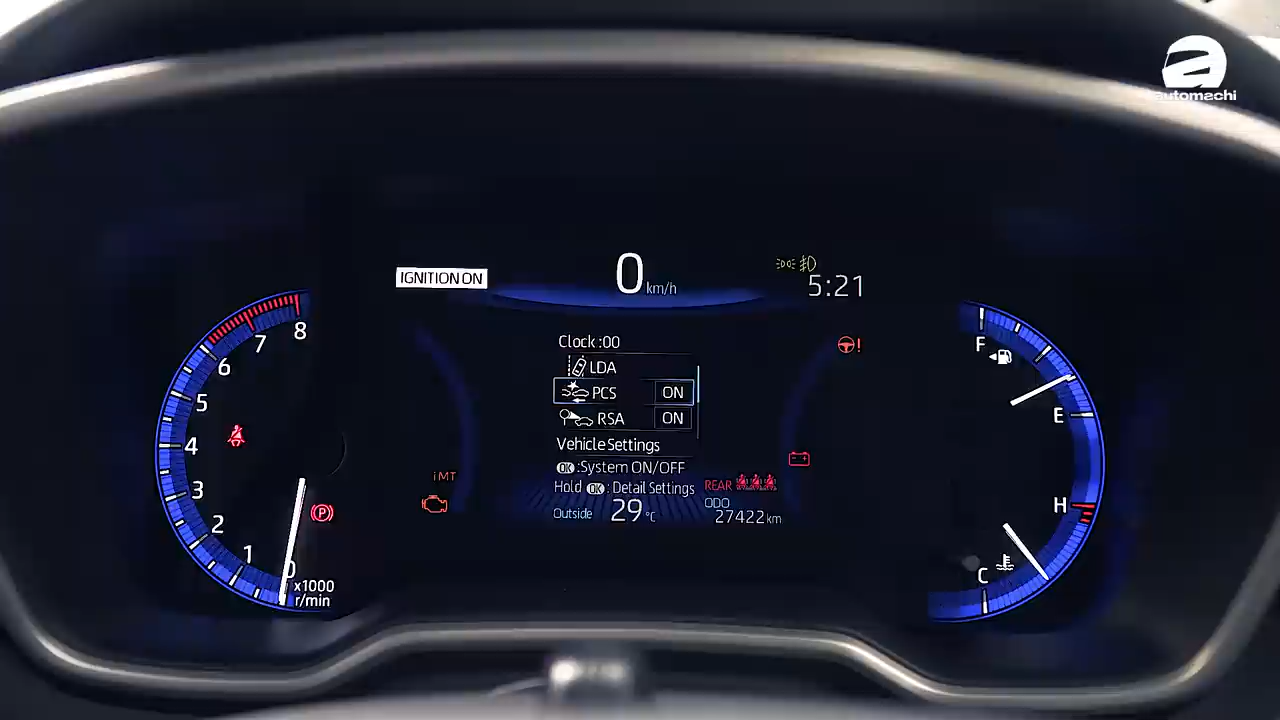 automachi
IGNITION ON
0 km/h
5:21
8
7
6
5
4
3
2
1
0
x1000
r/min
P
iMT
Clock :00
LDA
PCS ON
RSA ON
Vehicle Settings
OK :System ON/OFF
Hold OK : Detail Settings
Outside 29 °C
REAR
ODO
27422 km
F
E
H
C